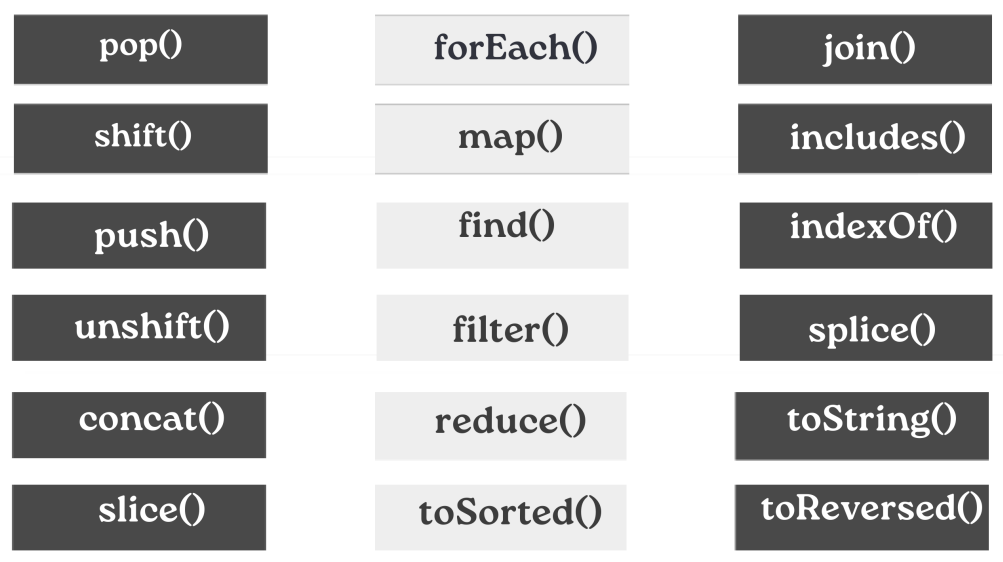 pop()
forEach()
join()
shift()
map()
includes()
push()
find()
indexOf()
unshift()
filter()
splice()
concat()
reduce()
toString()
slice()
toSorted()
toReversed()